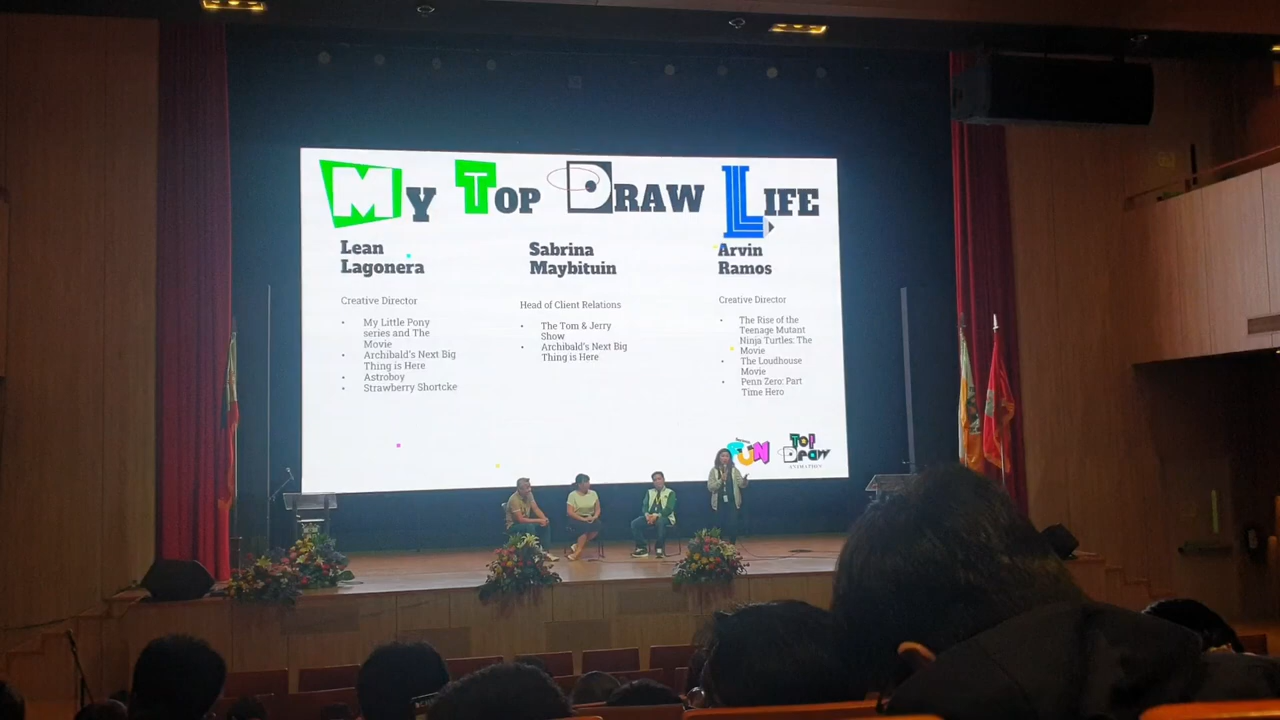 My Top Draw Life
Lean
Lagonera
Creative Director
• My Little Pony
series and The
Movie
• Archibald's Next Big
Thing is Here
• Astroboy
• Strawberry Shortcke
Sabrina
Maybituin
Head of Client Relations
• The Tom & Jerry
Show
• Archibald's Next Big
Thing is Here
Arvin
Ramos
Creative Director
• The Rise of the
Teenage Mutant
Ninja Turtles: The
Movie
• The Loudhouse
Movie
• Penn Zero: Part
Time Hero
FUN
Top
Draw
ANIMATION